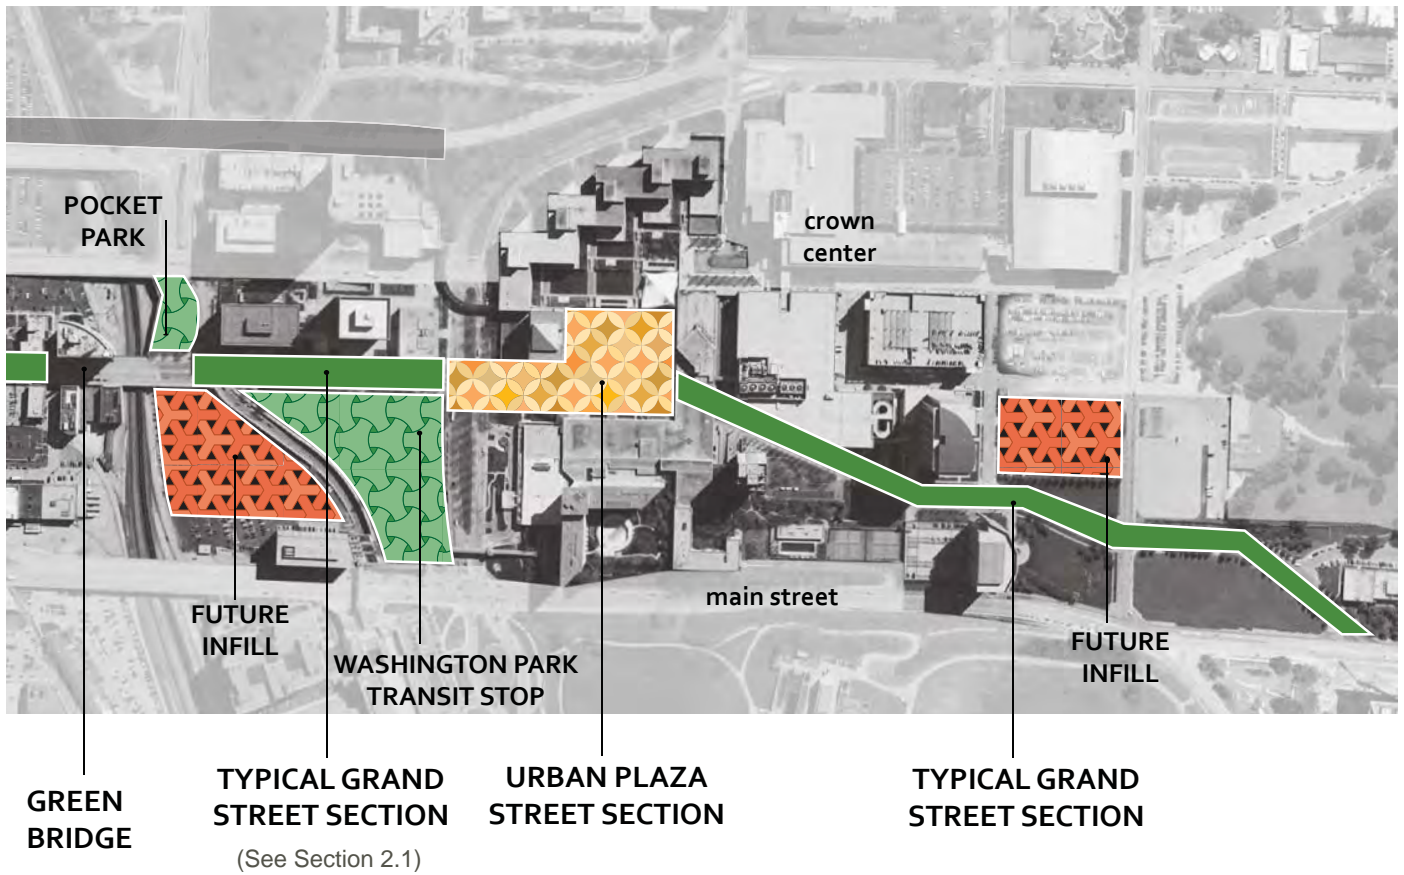 POCKET
PARK
crown
center
main street
FUTURE
INFILL
WASHINGTON PARK
TRANSIT STOP
FUTURE
INFILL
GREEN
BRIDGE
TYPICAL GRAND
STREET SECTION
(See Section 2.1)
URBAN PLAZA
STREET SECTION
TYPICAL GRAND
STREET SECTION